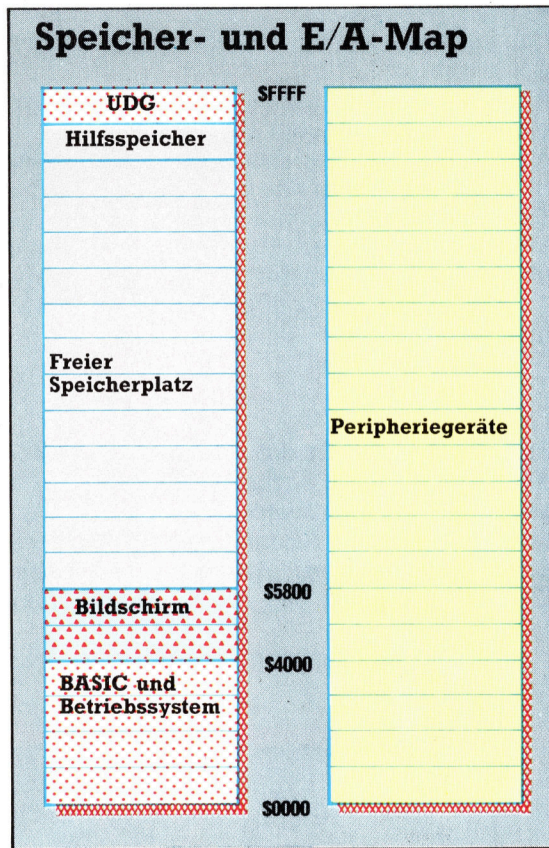 Speicher- und E/A-Map
UDG
$FFFF
Hilfsspeicher
Freier
Speicherplatz
Peripheriegeräte
$5800
Bildschirm
$4000
BASIC und
Betriebssystem
$0000